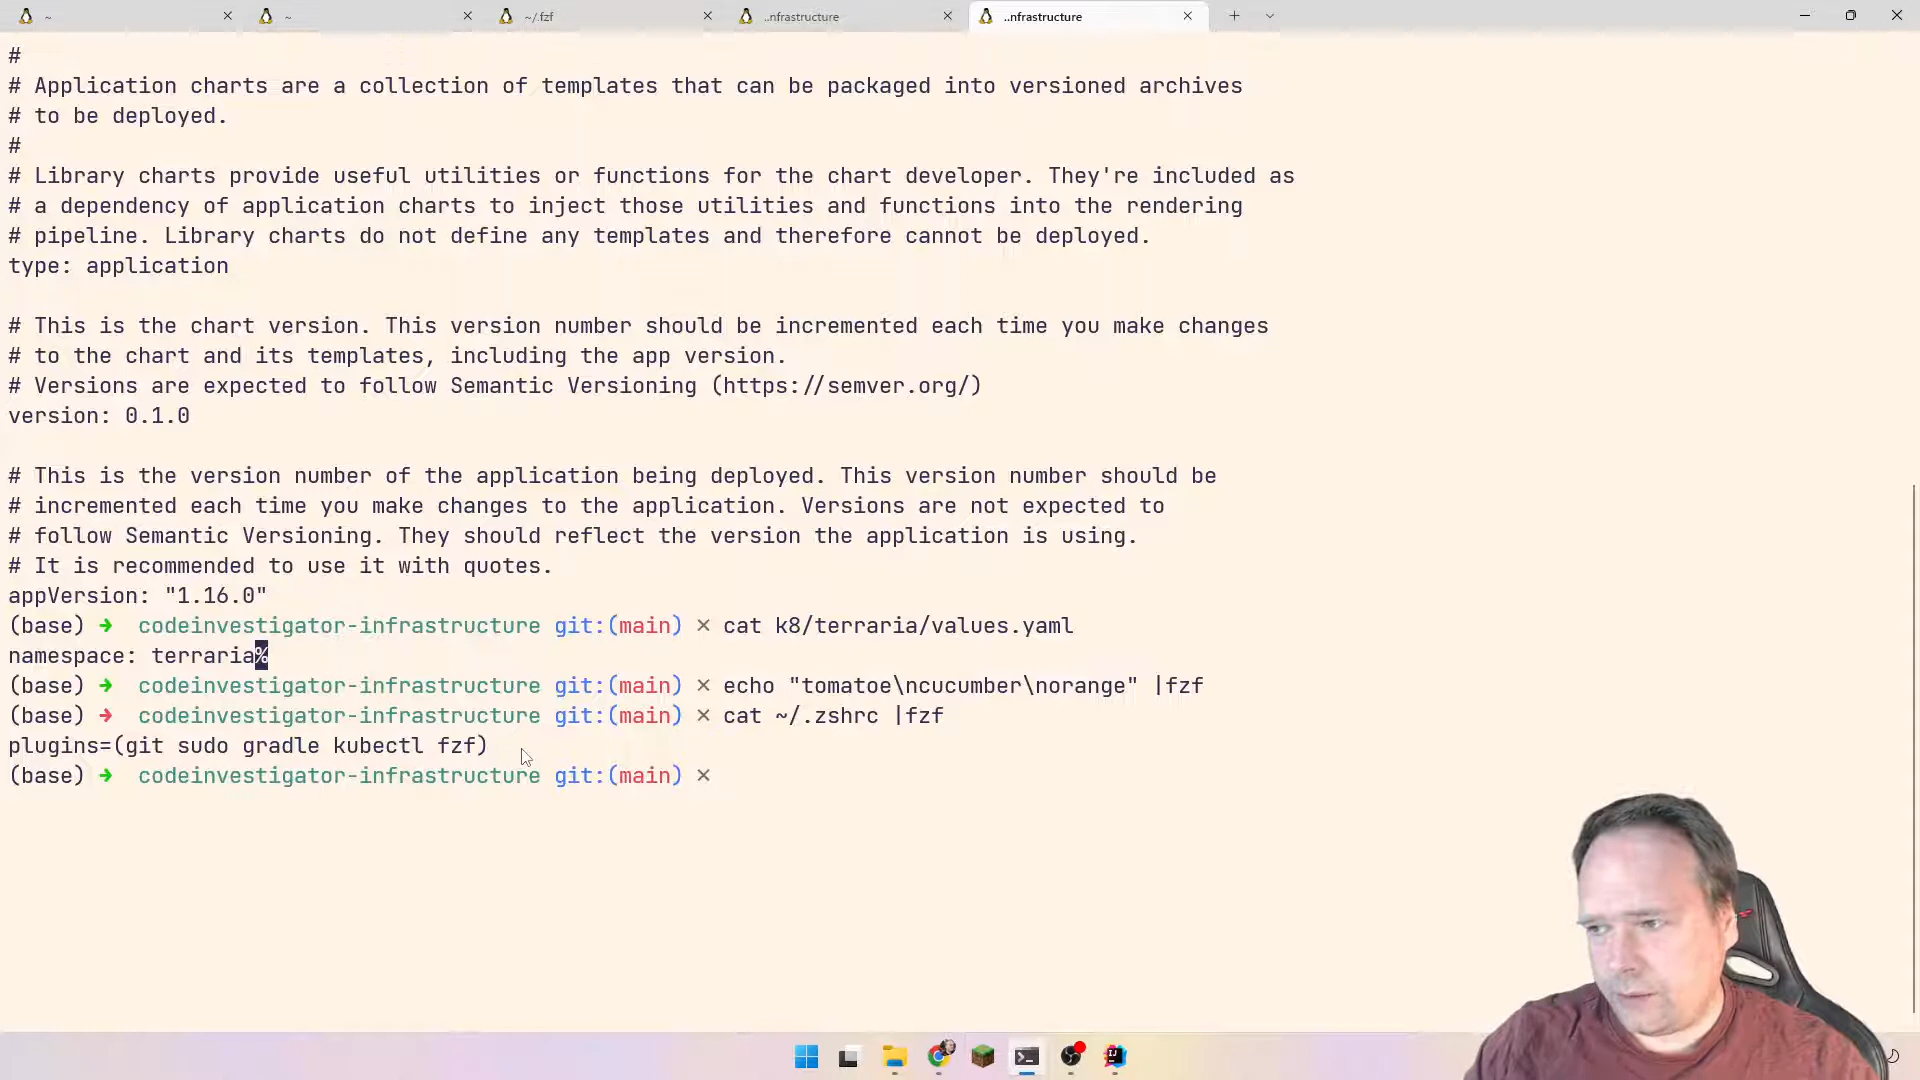 ~
~
~/.fzf
..nfrastructure
..nfrastructure
#
# Application charts are a collection of templates that can be packaged into versioned archives
# to be deployed.
#
# Library charts provide useful utilities or functions for the chart developer. They're included as
# a dependency of application charts to inject those utilities and functions into the rendering
# pipeline. Library charts do not define any templates and therefore cannot be deployed.
type: application
# This is the chart version. This version number should be incremented each time you make changes
# to the chart and its templates, including the app version.
# Versions are expected to follow Semantic Versioning (https://semver.org/)
version: 0.1.0
# This is the version number of the application being deployed. This version number should be
# incremented each time you make changes to the application. Versions are not expected to
# follow Semantic Versioning. They should reflect the version the application is using.
# It is recommended to use it with quotes.
appVersion: "1.16.0"
(base) → codeinvestigator-infrastructure git:(main) × cat k8/terraria/values.yaml
namespace: terraria%
(base) → codeinvestigator-infrastructure git:(main) × echo "tomatoe\ncucumber\norange" |fzf
(base) → codeinvestigator-infrastructure git:(main) × cat ~/.zshrc |fzf
plugins=(git sudo gradle kubectl fzf)
(base) → codeinvestigator-infrastructure git:(main) ×